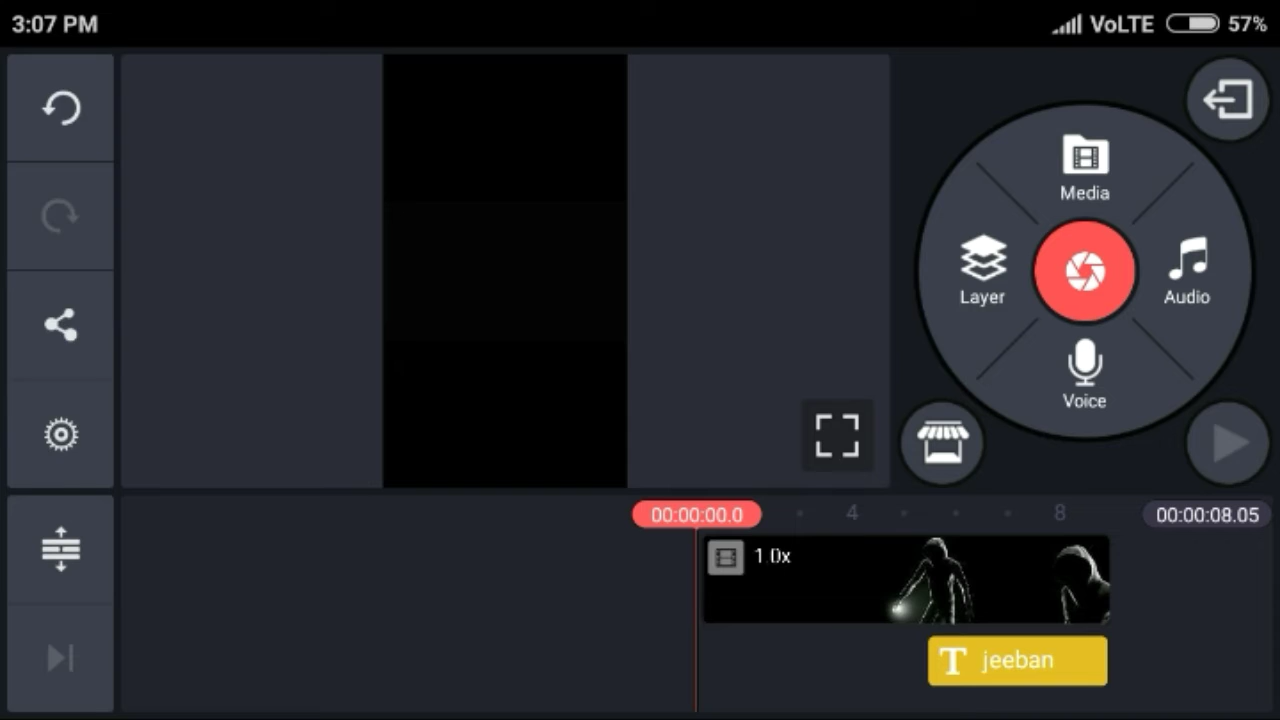 3:07 PM
VoLTE 57%
Media
Layer
Audio
Voice
00:00:00.0
4
8
00:00:08.05
1.0x
T jeeban